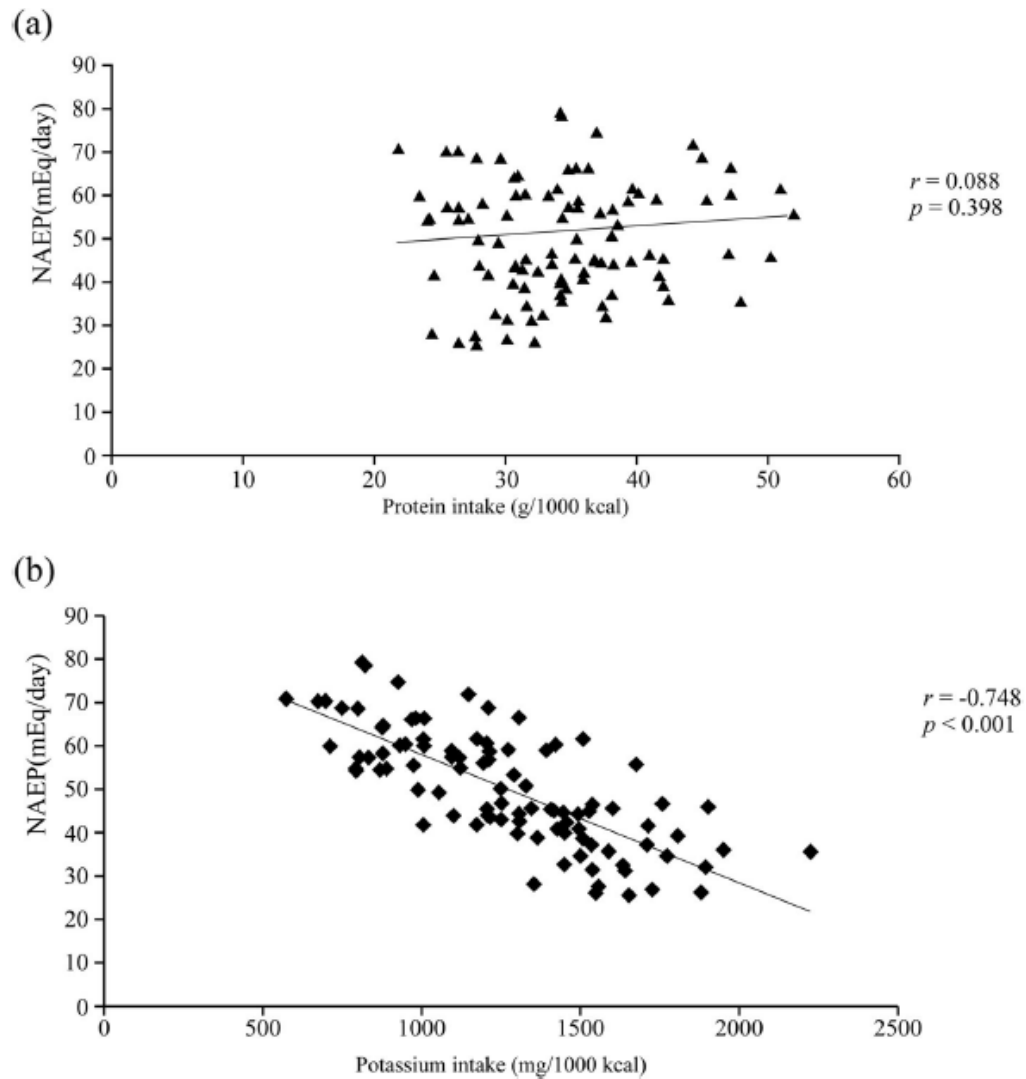 (a)
90
80
70
60
50
40
30
20
10
0
NAEP(mEq/day)
r = 0.088
p = 0.398
0 10 20 30 40 50 60
Protein intake (g/1000 kcal)
(b)
90
80
70
60
50
40
30
20
10
0
NAEP(mEq/day)
r = -0.748
p < 0.001
0 500 1000 1500 2000 2500
Potassium intake (mg/1000 kcal)